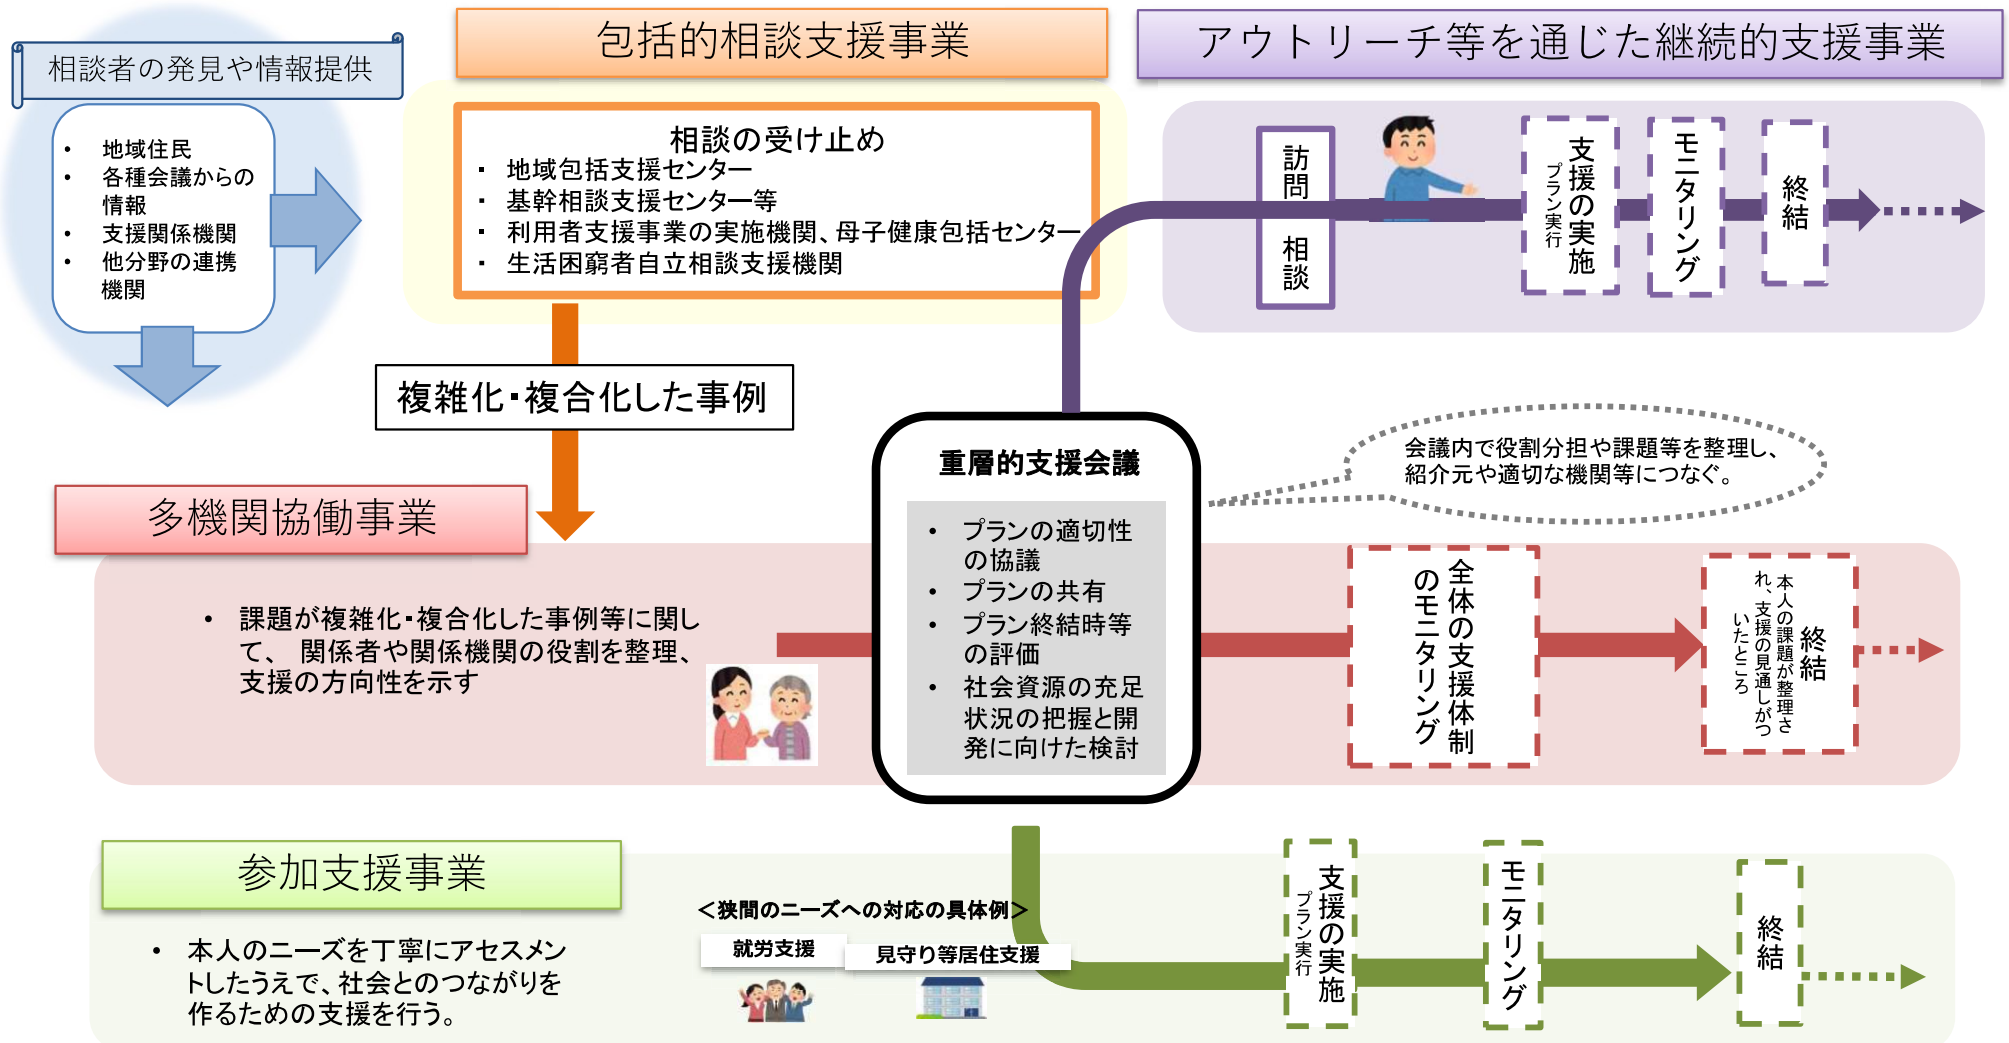 相談者の発見や情報提供
・ 地域住民
・ 各種会議からの
情報
・ 支援関係機関
・ 他分野の連携
機関
包括的相談支援事業
相談の受け止め
・ 地域包括支援センター
・ 基幹相談支援センター等
・ 利用者支援事業の実施機関、母子健康包括センター
・ 生活困窮者自立相談支援機関
複雑化・複合化した事例
アウトリーチ等を通じた継続的支援事業
訪問
相談
支援の実施
プラン実行
モニタリング
終結
会議内で役割分担や課題等を整理し、
紹介元や適切な機関等につなぐ。
多機関協働事業
• 課題が複雑化・複合化した事例等に関し
て、 関係者や関係機関の役割を整理、
支援の方向性を示す
重層的支援会議
• プランの適切性
の協議
• プランの共有
• プラン終結時等
の評価
• 社会資源の充足
状況の把握と開
発に向けた検討
全体の支援体制
のモニタリング
終結
本人の課題が整理さ
れ、支援の見通しがつ
いたところ
参加支援事業
• 本人のニーズを丁寧にアセスメン
トしたうえで、社会とのつながりを
作るための支援を行う。
＜狭間のニーズへの対応の具体例＞
就労支援
見守り等居住支援
支援の実施
プラン実行
モニタリング
終結